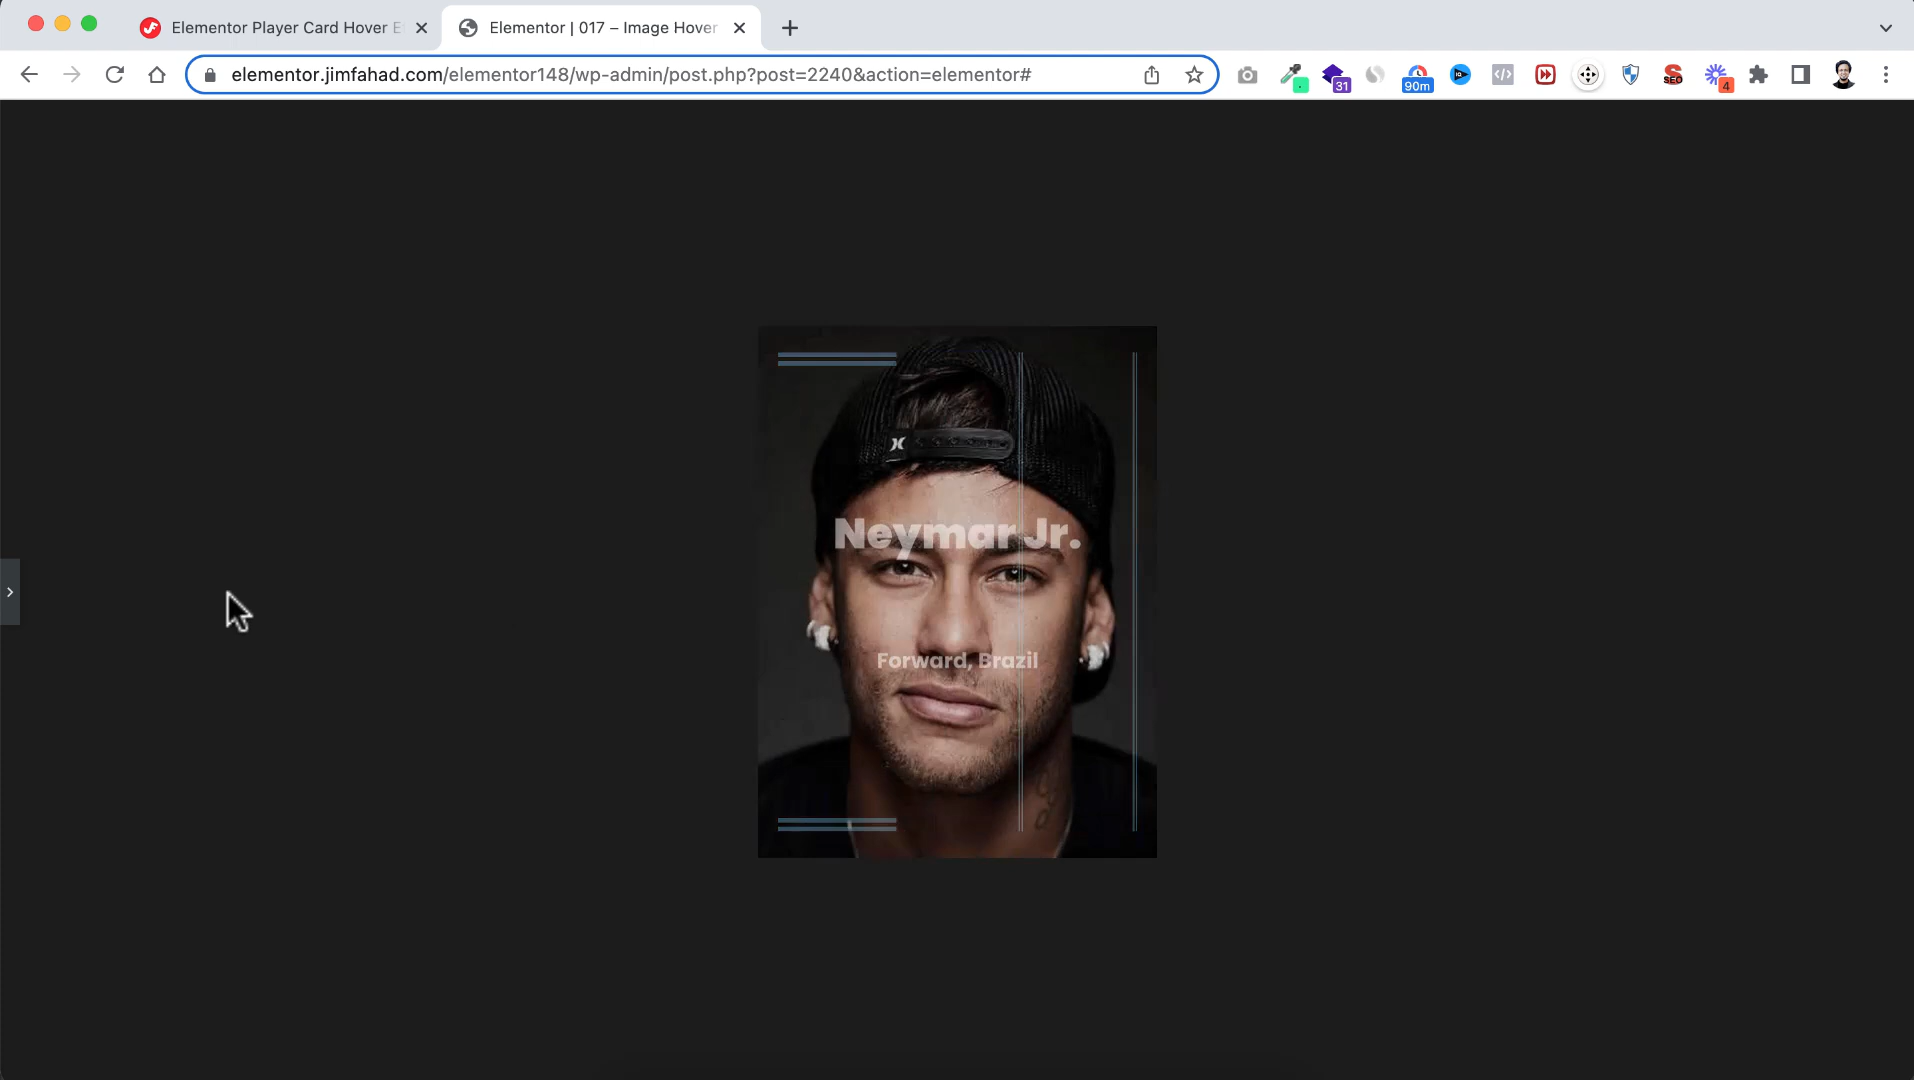 Elementor Player Card Hover E
Elementor | 017 – Image Hover
elementor.jimfahad.com/elementor148/wp-admin/post.php?post=2240&action=elementor#
31
90m
SEO
4
Neymar Jr.
Forward, Brazil